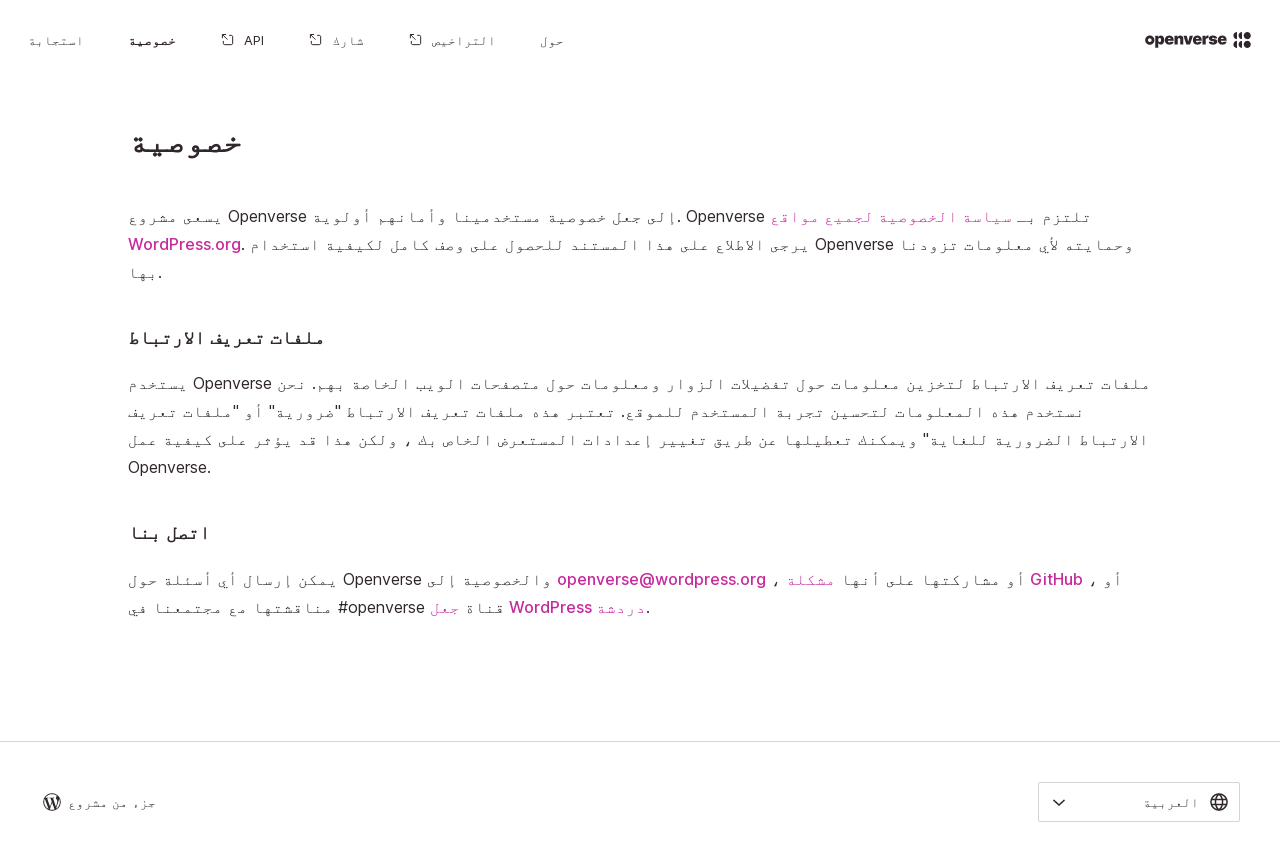 openverse
حول
التراخيص
شارك
API
خصوصية
استجابة
خصوصية
يسعى مشروع Openverse إلى جعل خصوصية مستخدمينا وأمانهم أولوية. Openverse تلتزم بـ سياسة الخصوصية لجميع مواقع
WordPress.org. يرجى الاطلاع على هذا المستند للحصول على وصف كامل لكيفية استخدام Openverse وحمايته لأي معلومات تزودنا
بها.
ملفات تعريف الارتباط
يستخدم Openverse ملفات تعريف الارتباط لتخزين معلومات حول تفضيلات الزوار ومعلومات حول متصفحات الويب الخاصة بهم. نحن
نستخدم هذه المعلومات لتحسين تجربة المستخدم للموقع. تعتبر هذه ملفات تعريف الارتباط "ضرورية" أو "ملفات تعريف
الارتباط الضرورية للغاية" ويمكنك تعطيلها عن طريق تغيير إعدادات المستعرض الخاص بك ، ولكن هذا قد يؤثر على كيفية عمل
Openverse.
اتصل بنا
يمكن إرسال أي أسئلة حول Openverse والخصوصية إلى openverse@wordpress.org ، أو مشاركتها على أنها مشكلة GitHub ، أو
مناقشتها مع مجتمعنا في #openverse قناة جعل WordPress دردشة.
العربية
جزء من مشروع